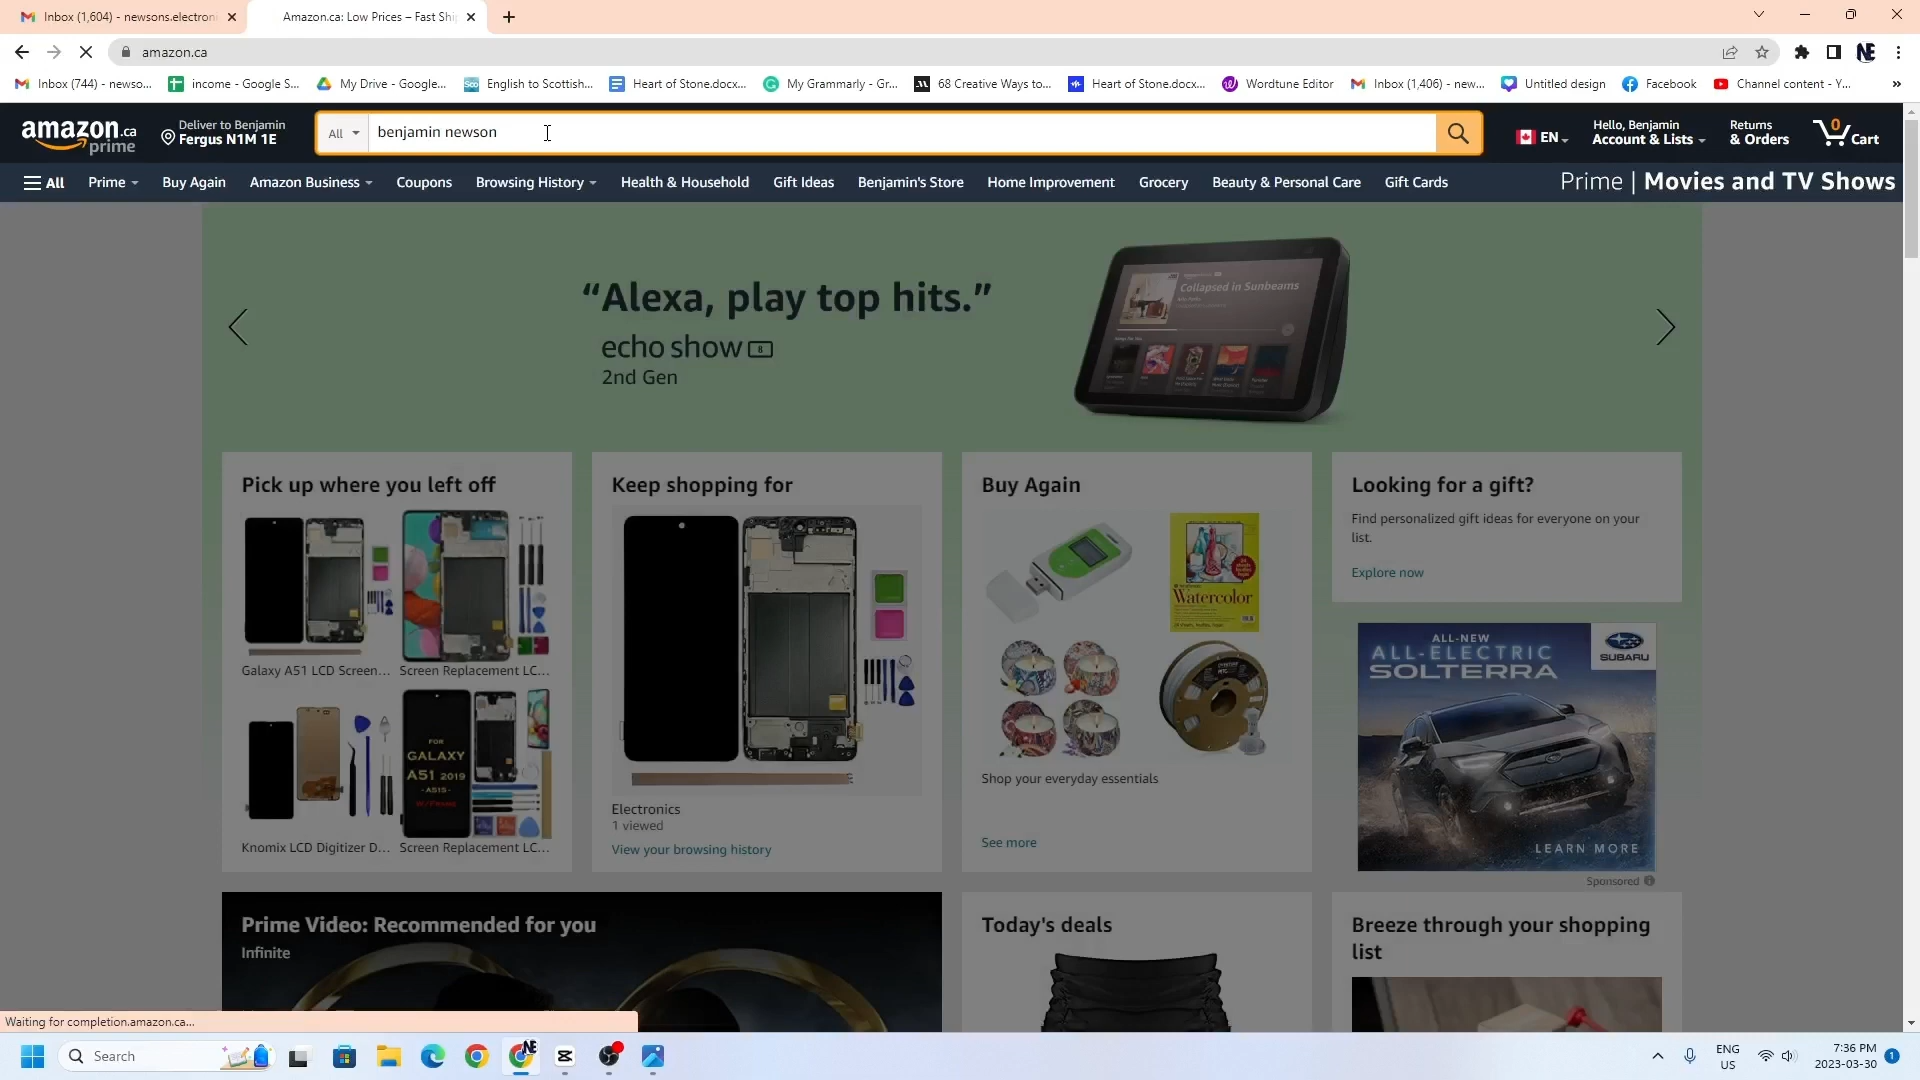 Inbox (1,604) - newsons.electroni
Amazon.ca: Low Prices – Fast Shi
amazon.ca
Inbox (744) - newso...
income - Google S...
My Drive - Google...
English to Scottish...
Heart of Stone.docx...
My Grammarly - Gr...
68 Creative Ways to...
Heart of Stone.docx...
Wordtune Editor
Inbox (1,406) - new...
Untitled design
Facebook
Channel content - Y...
amazon.ca
prime
Deliver to Benjamin
Fergus N1M 1E
All
benjamin newson
EN
Hello, Benjamin
Account & Lists
Returns
& Orders
0
Cart
All
Prime
Buy Again
Amazon Business
Coupons
Browsing History
Health & Household
Gift Ideas
Benjamin's Store
Home Improvement
Grocery
Beauty & Personal Care
Gift Cards
Prime | Movies and TV Shows
“Alexa, play top hits.”
echo show 8
2nd Gen
Collapsed in Sunbeams
Pick up where you left off
Galaxy A51 LCD Screen...
Screen Replacement LC...
FOR
GALAXY
A51 2019
-A515-
W/Frame
Knomix LCD Digitizer D...
Screen Replacement LC...
Keep shopping for
Electronics
1 viewed
View your browsing history
Buy Again
Watercolor
Shop your everyday essentials
See more
Looking for a gift?
Find personalized gift ideas for everyone on your
list.
Explore now
ALL-NEW
ALL-ELECTRIC
SOLTERRA
SUBARU
LEARN MORE
Sponsored
Prime Video: Recommended for you
Infinite
Today's deals
Breeze through your shopping
list
Waiting for completion.amazon.ca...
Search
NE
ENG
US
7:36 PM
2023-03-30
1